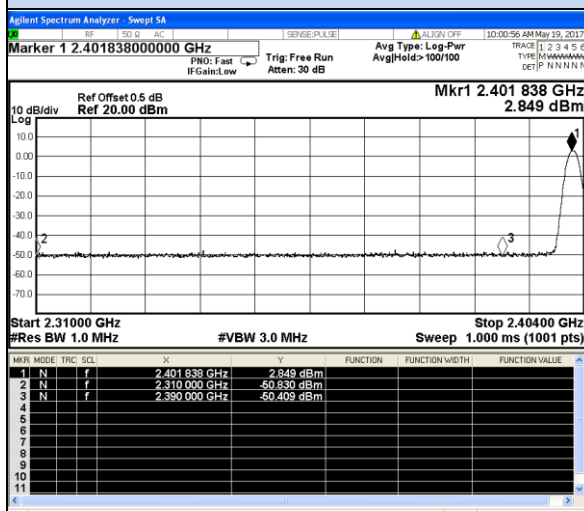 Agilent Spectrum Analyzer - Swept SA
RF 50 Ω AC SENSE:PULSE ALIGN OFF 10:00:56 AM May 19, 2017
Marker 1 2.401838000000 GHz
PNO: Fast
IFGain:Low
Trig: Free Run
Atten: 30 dB
Avg Type: Log-Pwr
Avg|Hold:>100/100
TRACE 1 2 3 4 5 6
TYPE MWWWWW
DET P NNNNN
Ref Offset 0.5 dB
10 dB/div Ref 20.00 dBm
Log
Mkr1 2.401 838 GHz
2.849 dBm
10.0
0.00
-10.0
-20.0
-30.0
-40.0
-50.0
-60.0
-70.0
1
2
3
Start 2.31000 GHz Stop 2.40400 GHz
#Res BW 1.0 MHz #VBW 3.0 MHz Sweep 1.000 ms (1001 pts)
MKR MODE TRC SCL X Y FUNCTION FUNCTION WIDTH FUNCTION VALUE
1 N f 2.401 838 GHz 2.849 dBm
2 N f 2.310 000 GHz -50.830 dBm
3 N f 2.390 000 GHz -50.409 dBm
4
5
6
7
8
9
10
11